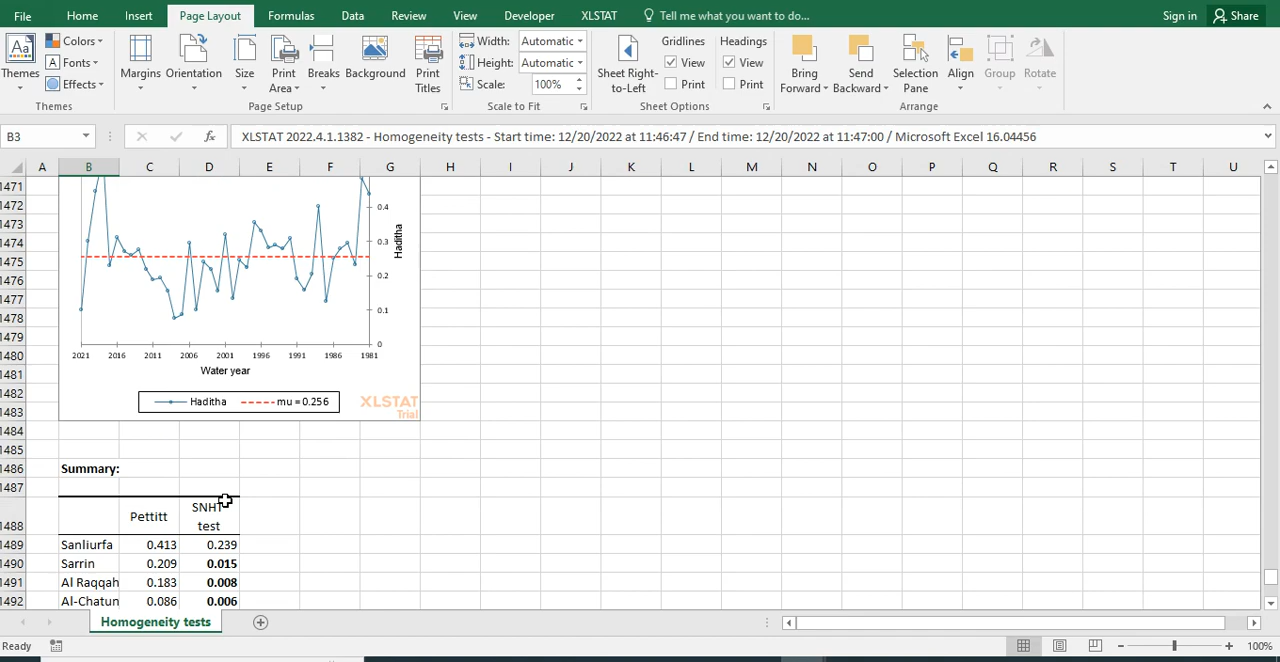 File Home Insert Page Layout Formulas Data Review View Developer XLSTAT Tell me what you want to do... Sign in Share
Aa Colors Width: Automatic Gridlines Headings
A Fonts Height: Automatic View View
Themes Effects Margins Orientation Size Print Area Breaks Background Print Titles Scale: 100% Sheet Right-to-Left Print Print Bring Forward Send Backward Selection Pane Align Group Rotate
Themes Page Setup Scale to Fit Sheet Options Arrange
B3 fx XLSTAT 2022.4.1.1382 - Homogeneity tests - Start time: 12/20/2022 at 11:46:47 / End time: 12/20/2022 at 11:47:00 / Microsoft Excel 16.04456
A B C D E F G H I J K L M N O P Q R S T U
1471
1472 0.4
1473
1474 0.3 Haditha
1475
1476 0.2
1477
1478 0.1
1479
1480 0
2021 2016 2011 2006 2001 1996 1991 1986 1981
1481 Water year
1482
1483 Haditha mu = 0.256 XLSTAT
Trial
1484
1485
1486 Summary:
1487
1488 Pettitt SNHT test
1489 Sanliurfa 0.413 0.239
1490 Sarrin 0.209 0.015
1491 Al Raqqah 0.183 0.008
1492 Al-Chatun 0.086 0.006
Homogeneity tests
Ready 100%